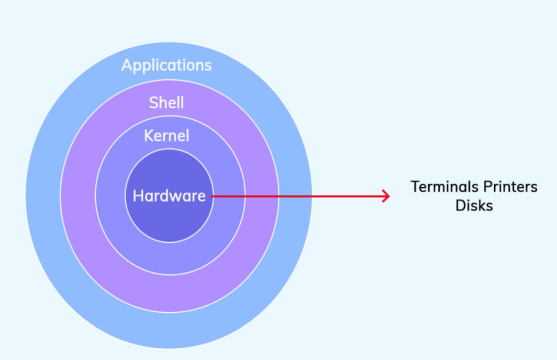 Applications
Shell
Kernel
Hardware
Terminals Printers
Disks